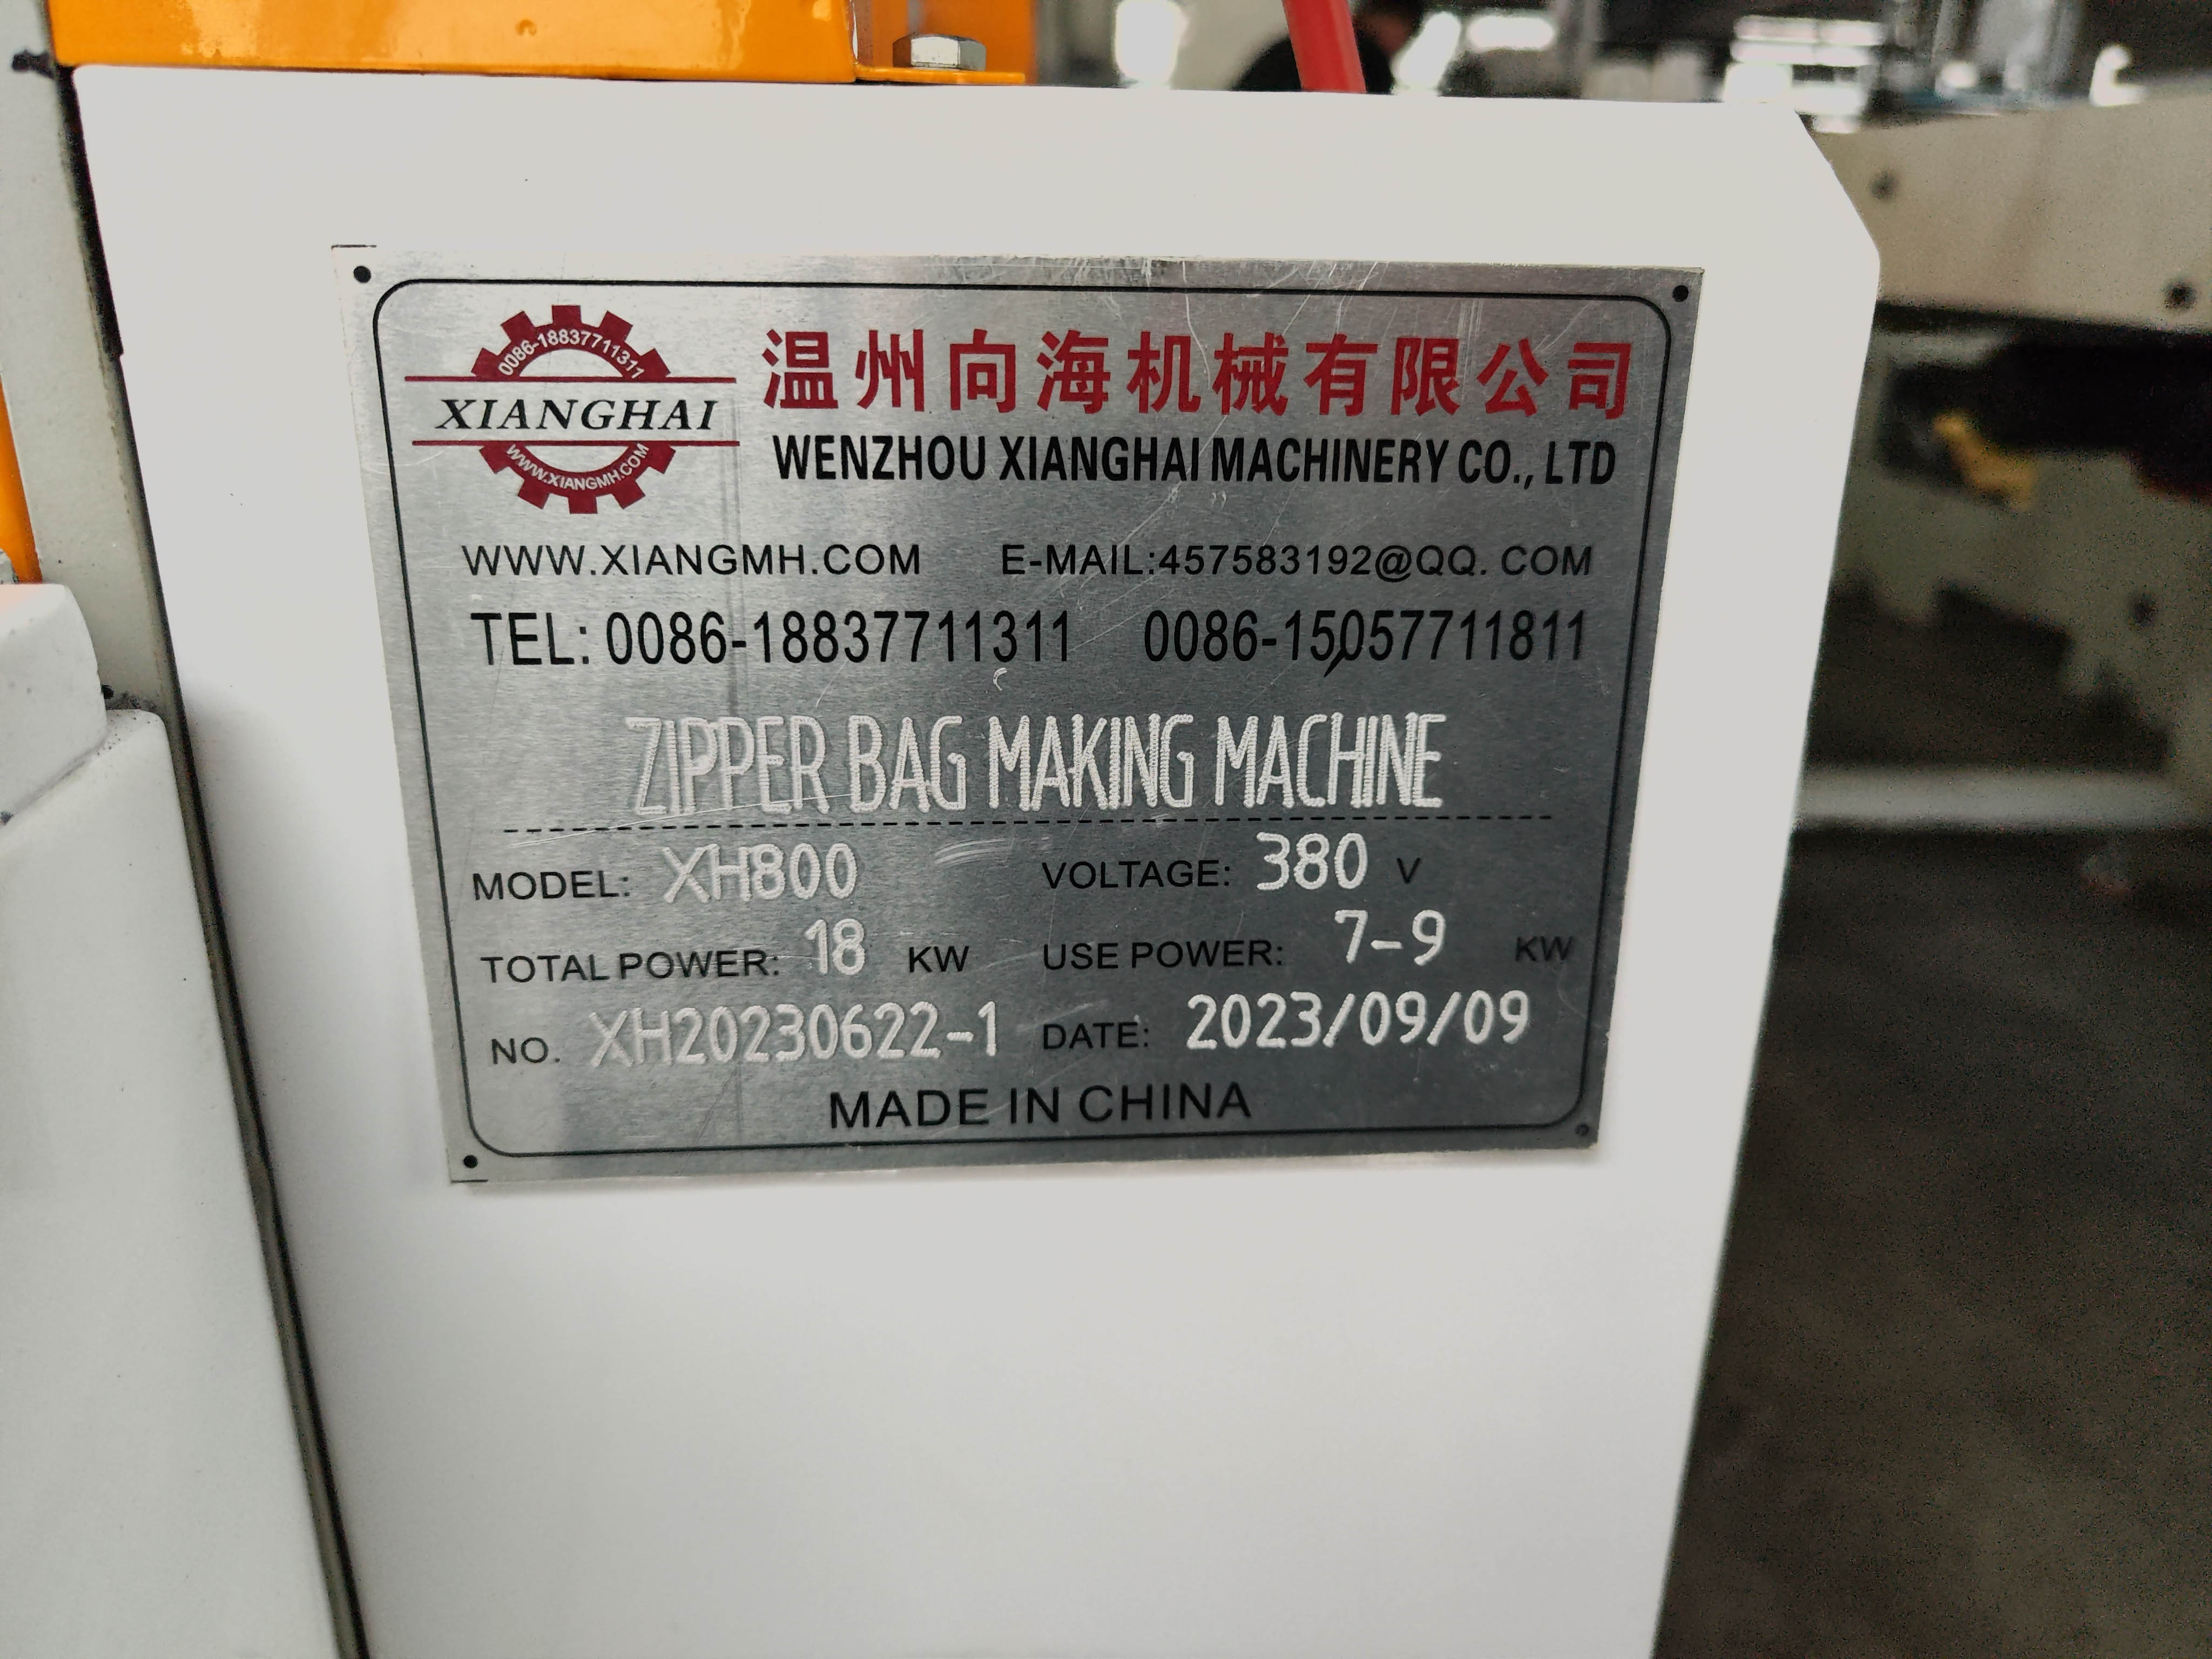 0086-18837711311
XIANGHAI
WWW.XIANGMH.COM
温州向海机械有限公司
WENZHOU XIANGHAI MACHINERY CO., LTD
WWW.XIANGMH.COM E-MAIL:457583192@QQ. COM
TEL: 0086-18837711311 0086-15057711811
ZIPPER BAG MAKING MACHINE
MODEL: XH800 VOLTAGE: 380 V
TOTAL POWER: 18 KW USE POWER: 7-9 KW
NO. XH20230622-1 DATE: 2023/09/09
MADE IN CHINA